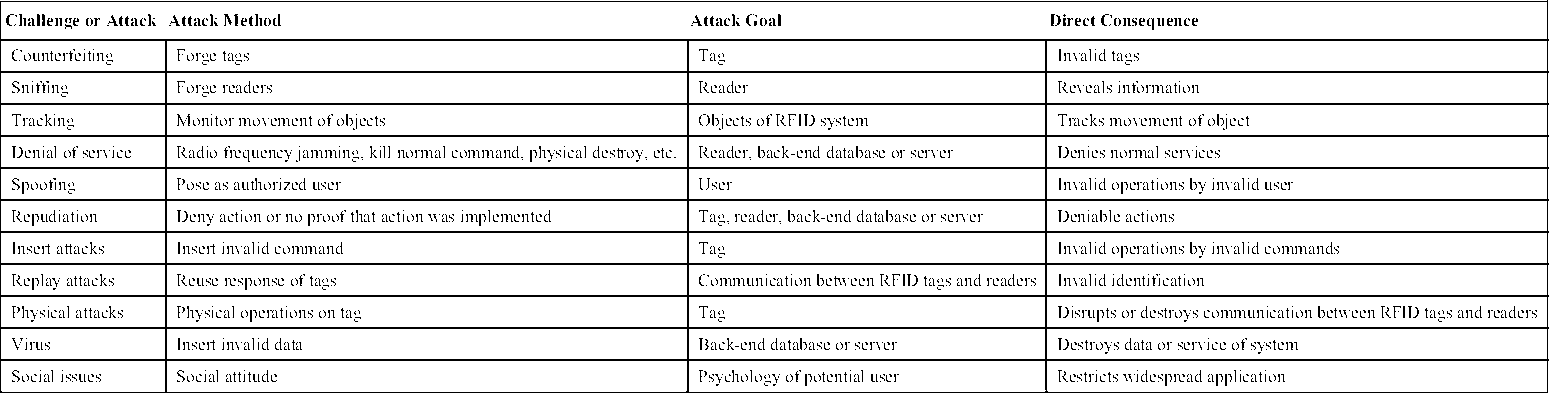 Challenge or Attack Attack Method Attack Goal Direct Consequence
Counterfeiting Forge tags Tag Invalid tags
Sniffing Forge readers Reader Reveals information
Tracking Monitor movement of objects Objects of RFID system Tracks movement of object
Denial of service Radio frequency jamming, kill normal command, physical destroy, etc. Reader, back-end database or server Denies normal services
Spoofing Pose as authorized user User Invalid operations by invalid user
Repudiation Deny action or no proof that action was implemented Tag, reader, back-end database or server Deniable actions
Insert attacks Insert invalid command Tag Invalid operations by invalid commands
Replay attacks Reuse response of tags Communication between RFID tags and readers Invalid identification
Physical attacks Physical operations on tag Tag Disrupts or destroys communication between RFID tags and readers
Virus Insert invalid data Back-end database or server Destroys data or service of system
Social issues Social attitude Psychology of potential user Restricts widespread application